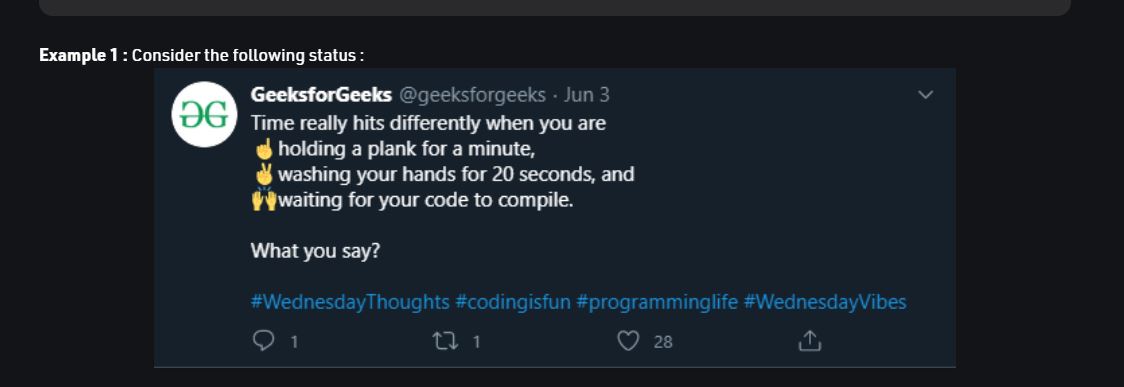 Example 1 : Consider the following status :
GeeksforGeeks @geeksforgeeks · Jun 3
Time really hits differently when you are
☝holding a plank for a minute,
✌washing your hands for 20 seconds, and
🙌waiting for your code to compile.
What you say?
#WednesdayThoughts #codingisfun #programminglife #WednesdayVibes
1 1 28